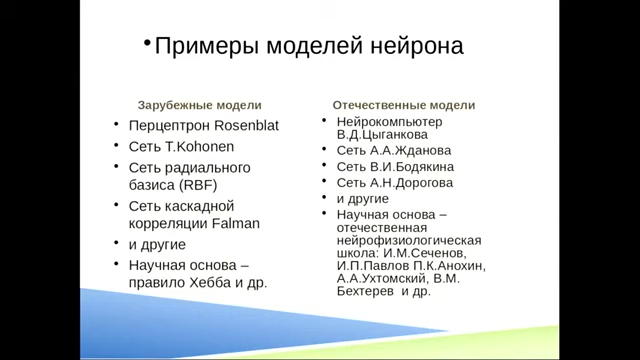 •Примеры моделей нейрона
Зарубежные модели
• Перцептрон Rosenblat
• Сеть T.Kohonen
• Сеть радиального
базиса (RBF)
• Сеть каскадной
корреляции Falman
• и другие
• Научная основа –
правило Хебба и др.
Отечественные модели
• Нейрокомпьютер
В.Д.Цыганкова
• Сеть А.А.Жданова
• Сеть В.И.Бодякина
• Сеть А.Н.Дорогова
• и другие
• Научная основа –
отечественная
нейрофизиологическая
школа: И.М.Сеченов,
И.П.Павлов П.К.Анохин,
А.А.Ухтомский, В.М.
Бехтерев и др.